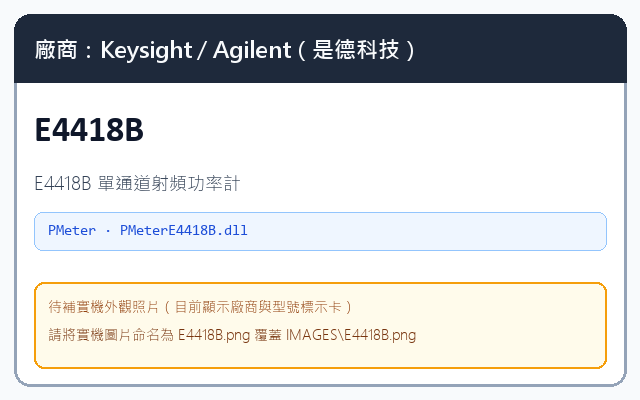 廠商：Keysight / Agilent（是德科技）
E4418B
E4418B 單通道射頻功率計
PMeter · PMeterE4418B.dll
待補實機外觀照片（目前顯示廠商與型號標示卡）
請將實機圖片命名為 E4418B.png 覆蓋 IMAGES\E4418B.png